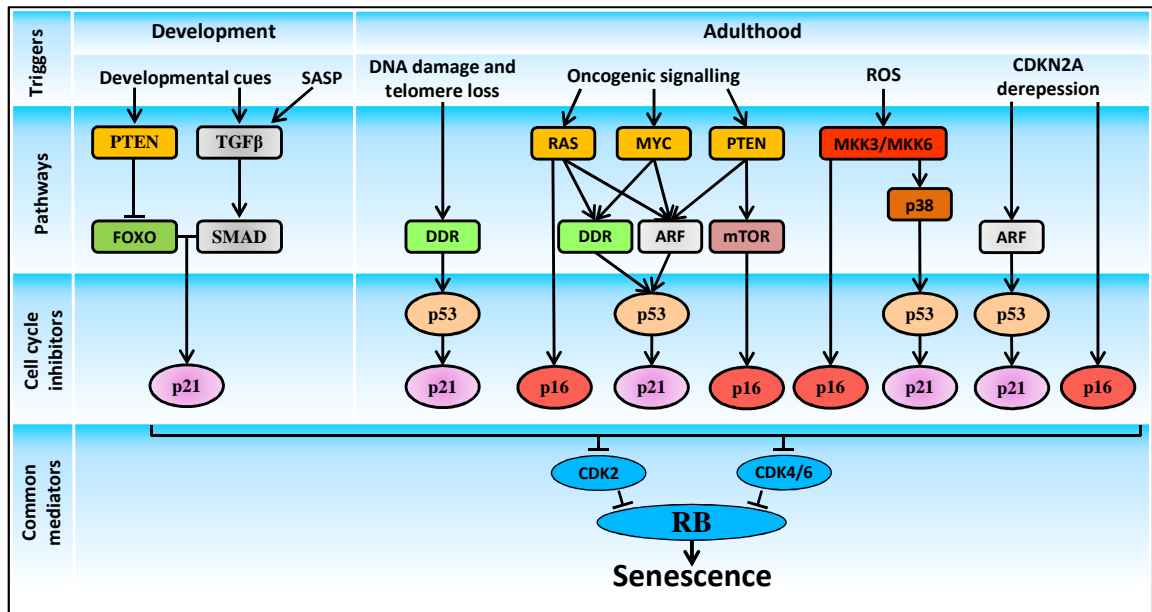 Triggers
Development
Adulthood
Developmental cues
SASP
DNA damage and
telomere loss
Oncogenic signalling
ROS
CDKN2A
derepession
Pathways
PTEN
TGFβ
RAS
MYC
PTEN
MKK3/MKK6
p38
FOXO
SMAD
DDR
DDR
ARF
mTOR
ARF
Cell cycle
inhibitors
p53
p53
p53
p53
p21
p21
p16
p21
p16
p16
p21
p21
p16
Common
mediators
CDK2
CDK4/6
RB
Senescence